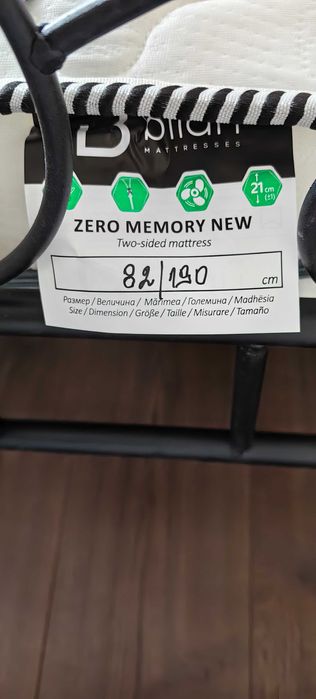 MATTRESSES
21 cm
(±1)
ZERO MEMORY NEW
Two-sided mattress
82/190 cm
Размер / Величина / Mărimea / Големина / Madhësia
Size / Dimension / Größe / Taille / Misurare / Tamaño